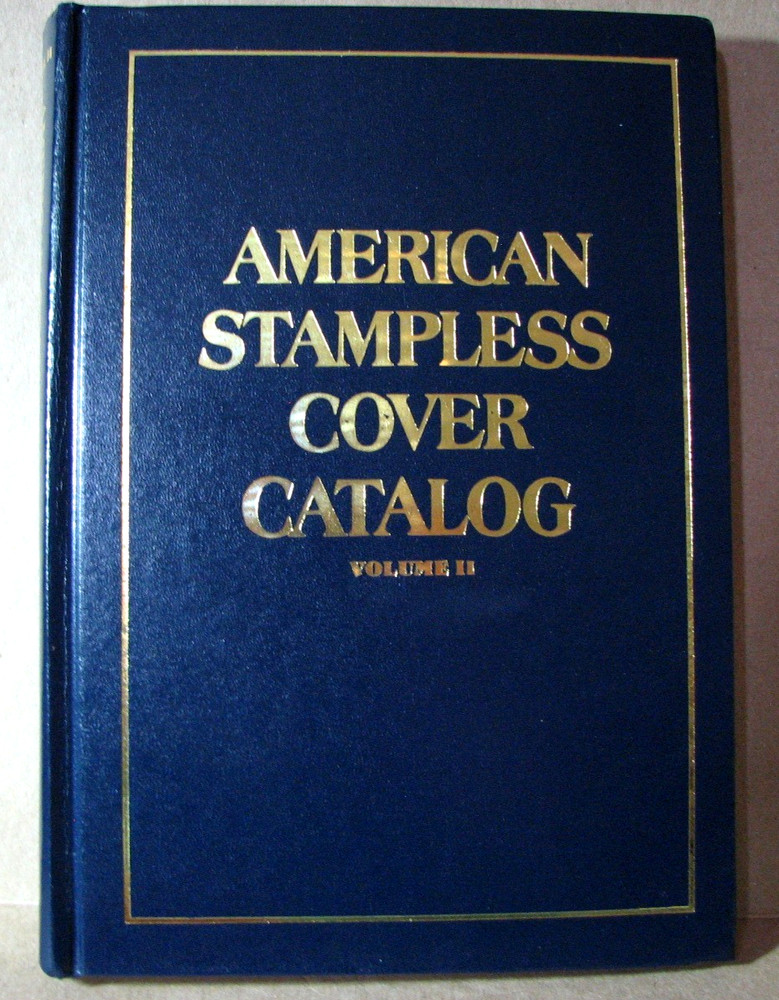 AMERICAN
STAMPLESS
COVER
CATALOG
VOLUME II